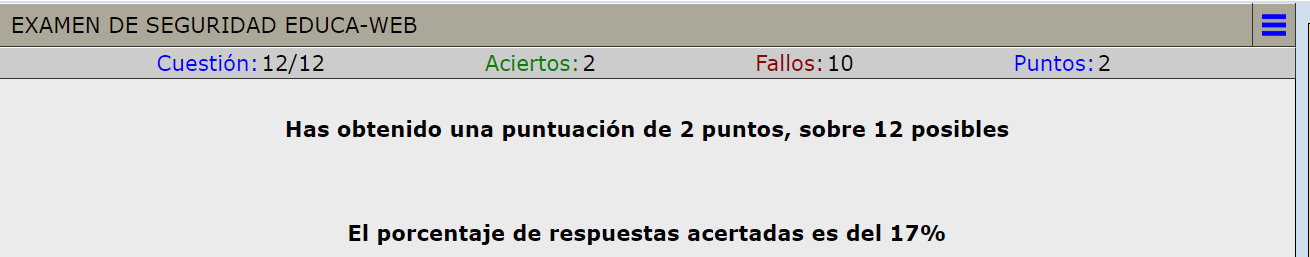 EXAMEN DE SEGURIDAD EDUCA-WEB
Cuestión: 12/12 Aciertos: 2 Fallos: 10 Puntos: 2
Has obtenido una puntuación de 2 puntos, sobre 12 posibles
El porcentaje de respuestas acertadas es del 17%